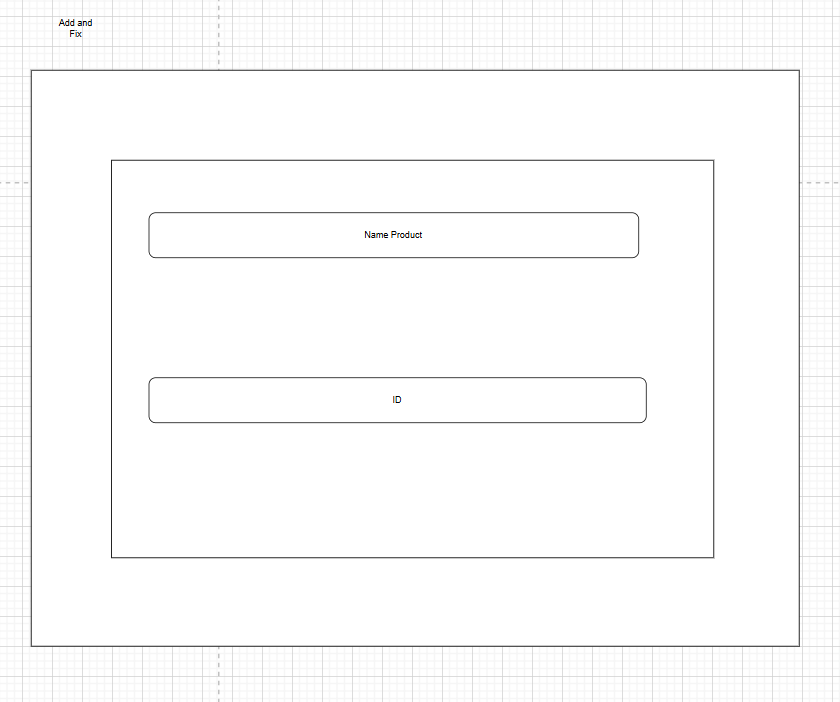 Add and
Fix
Name Product
ID